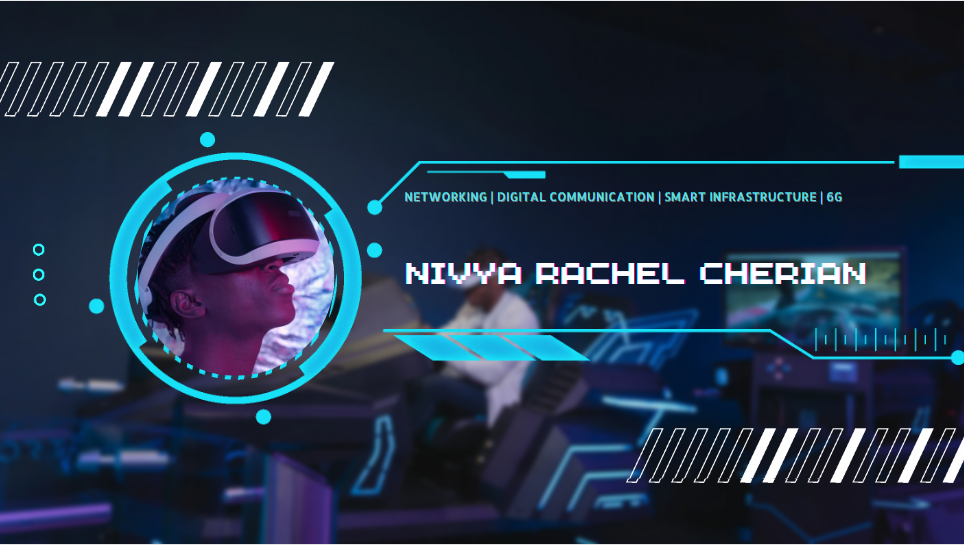 NETWORKING | DIGITAL COMMUNICATION | SMART INFRASTRUCTURE | 6G
NIVYA RACHEL CHERIAN